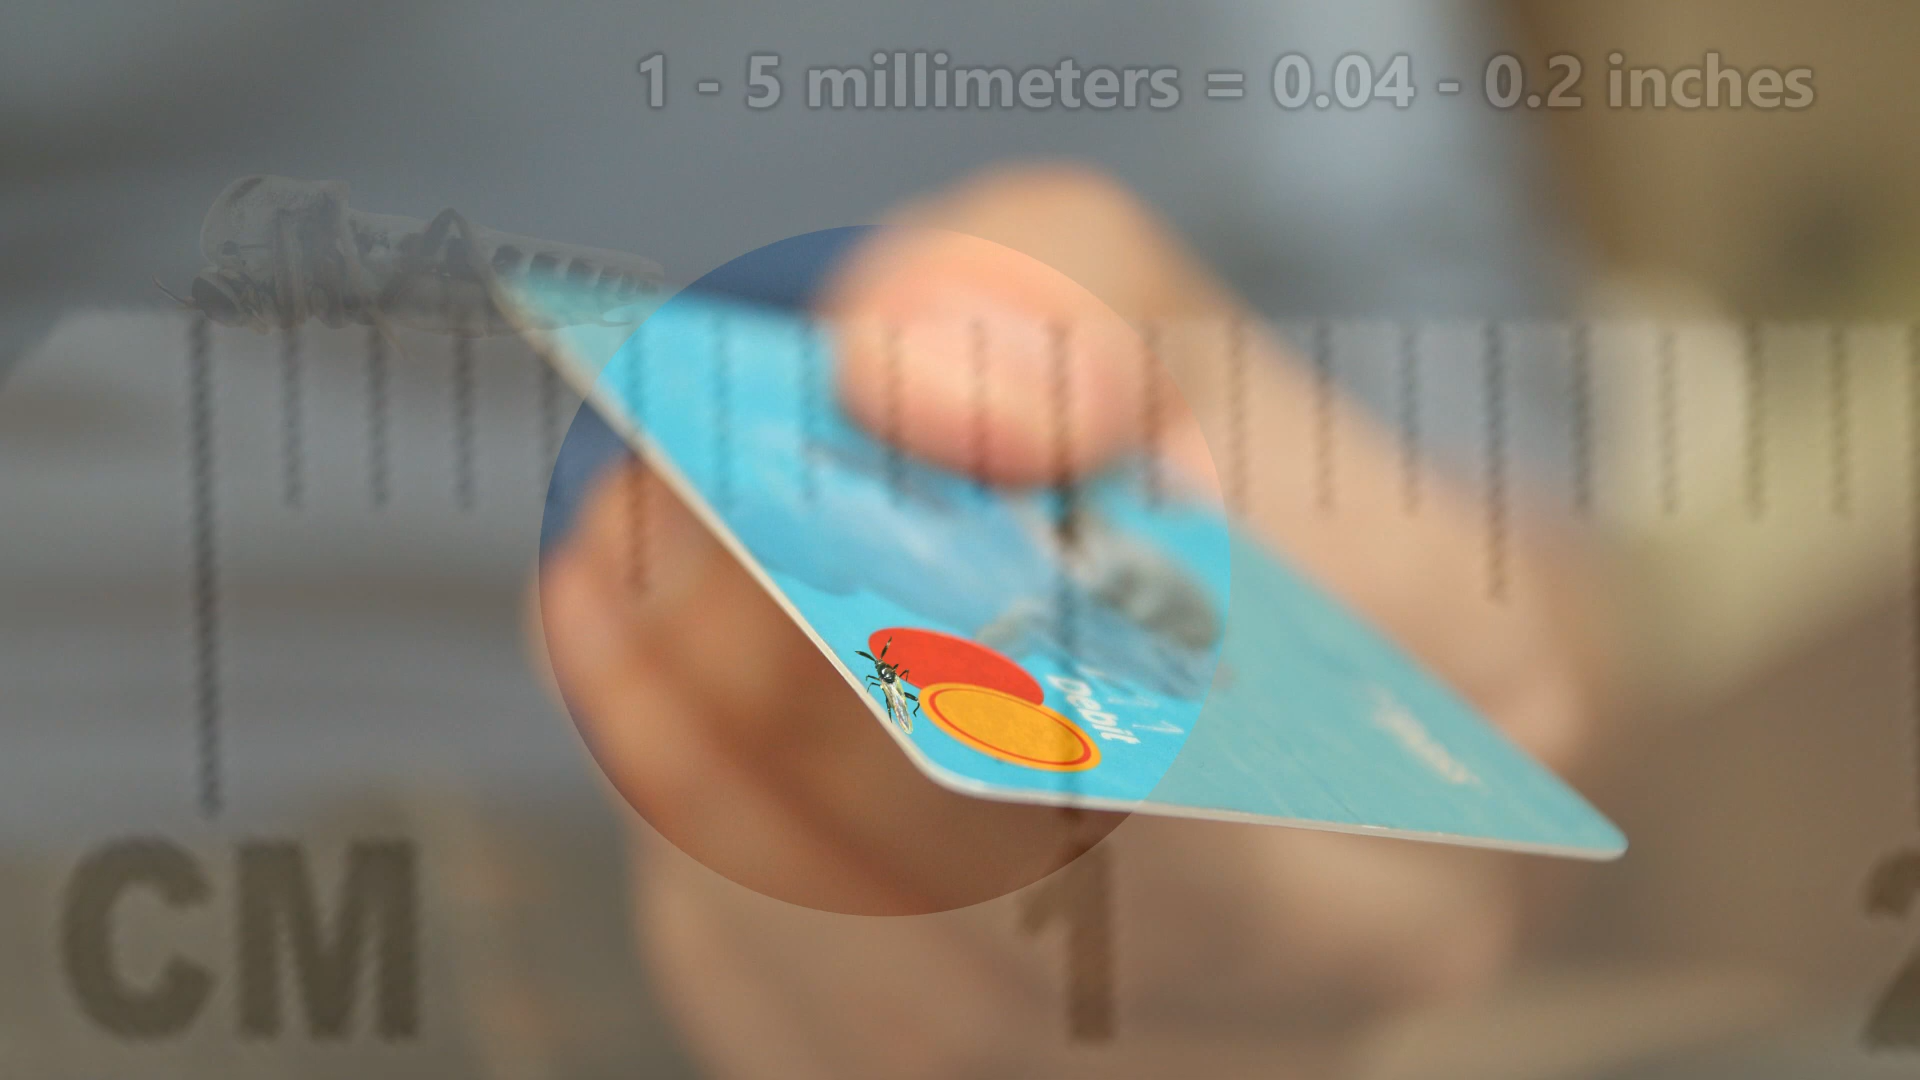 1 - 5 millimeters = 0.04 - 0.2 inches
debit
CM
1
2